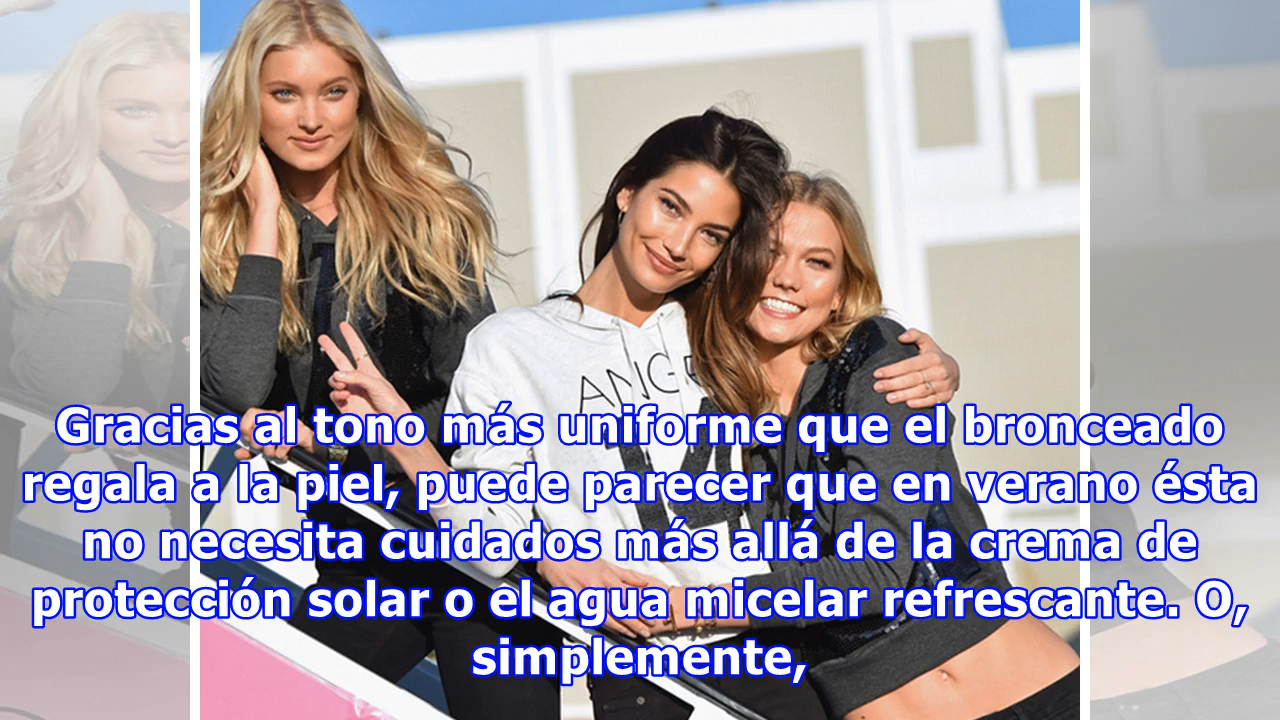 ANGE
Gracias al tono más uniforme que el bronceado
regala a la piel, puede parecer que en verano ésta
no necesita cuidados más allá de la crema de
protección solar o el agua micelar refrescante. O,
simplemente,